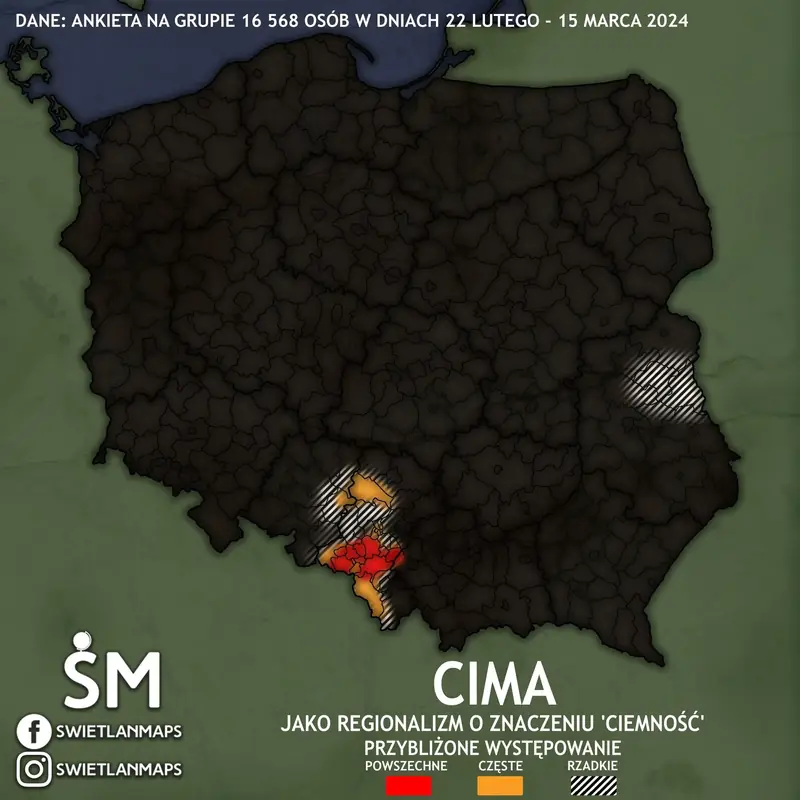 DANE: ANKIETA NA GRUPIE 16 568 OSÓB W DNIACH 22 LUTEGO - 15 MARCA 2024
ŚM
SWIETLANMAPS
SWIETLANMAPS
CIMA
JAKO REGIONALIZM O ZNACZENIU 'CIEMNOŚĆ'
PRZYBLIŻONE WYSTĘPOWANIE
POWSZECHNE CZĘSTE RZADKIE